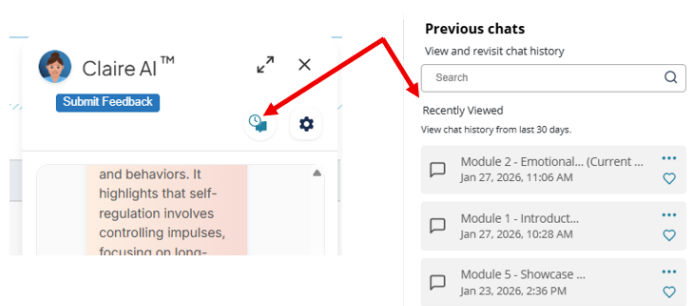 Claire AI™
Submit Feedback
and behaviors. It
highlights that self-
regulation involves
controlling impulses,
focusing on long-
Previous chats
View and revisit chat history
Search
Recently Viewed
View chat history from last 30 days.
Module 2 - Emotional... (Current ...
Jan 27, 2026, 11:06 AM
Module 1 - Introduct...
Jan 27, 2026, 10:28 AM
Module 5 - Showcase ...
Jan 23, 2026, 2:36 PM